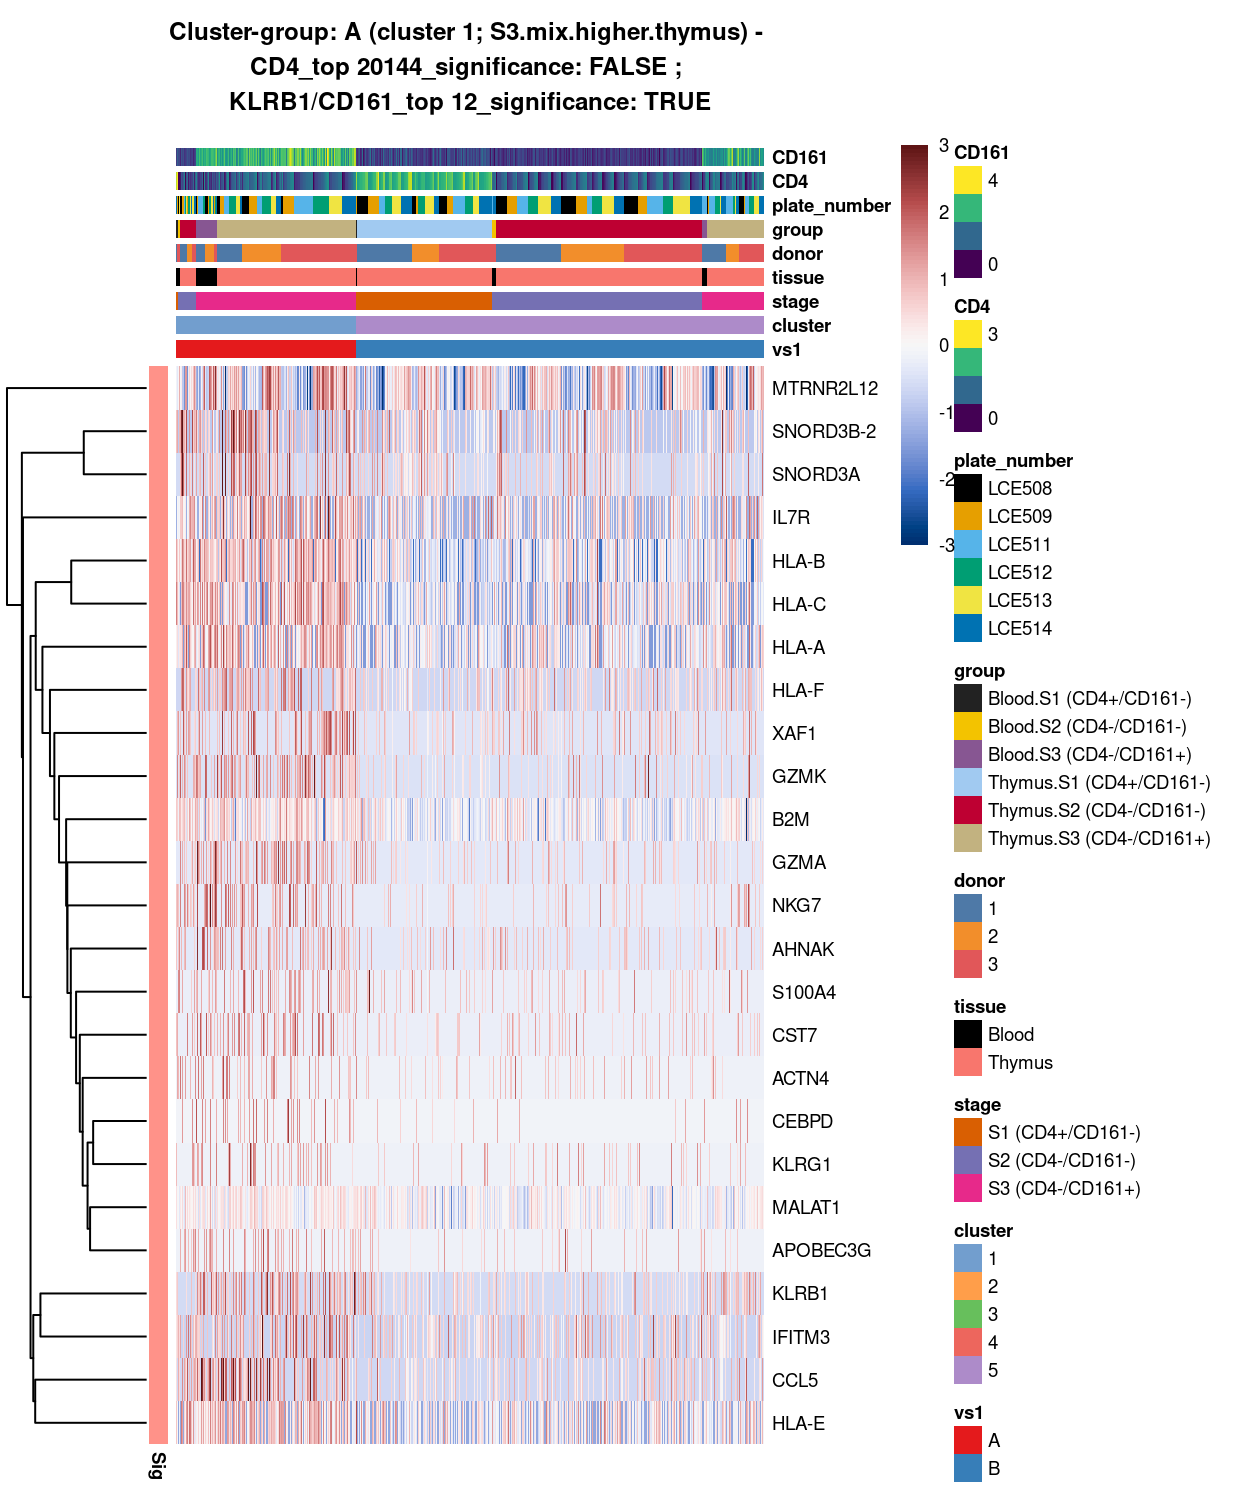 Cluster-group: A (cluster 1; S3.mix.higher.thymus) -
CD4_top 20144_significance: FALSE ;
KLRB1/CD161_top 12_significance: TRUE
CD161
CD4
plate_number
group
donor
tissue
stage
cluster
vs1
MTRNR2L12
SNORD3B-2
SNORD3A
IL7R
HLA-B
HLA-C
HLA-A
HLA-F
XAF1
GZMK
B2M
GZMA
NKG7
AHNAK
S100A4
CST7
ACTN4
CEBPD
KLRG1
MALAT1
APOBEC3G
KLRB1
IFITM3
CCL5
HLA-E
Sig
3
2
1
0
-1
-2
-3
CD161
4
0
CD4
3
0
plate_number
LCE508
LCE509
LCE511
LCE512
LCE513
LCE514
group
Blood.S1 (CD4+/CD161-)
Blood.S2 (CD4-/CD161-)
Blood.S3 (CD4-/CD161+)
Thymus.S1 (CD4+/CD161-)
Thymus.S2 (CD4-/CD161-)
Thymus.S3 (CD4-/CD161+)
donor
1
2
3
tissue
Blood
Thymus
stage
S1 (CD4+/CD161-)
S2 (CD4-/CD161-)
S3 (CD4-/CD161+)
cluster
1
2
3
4
5
vs1
A
B